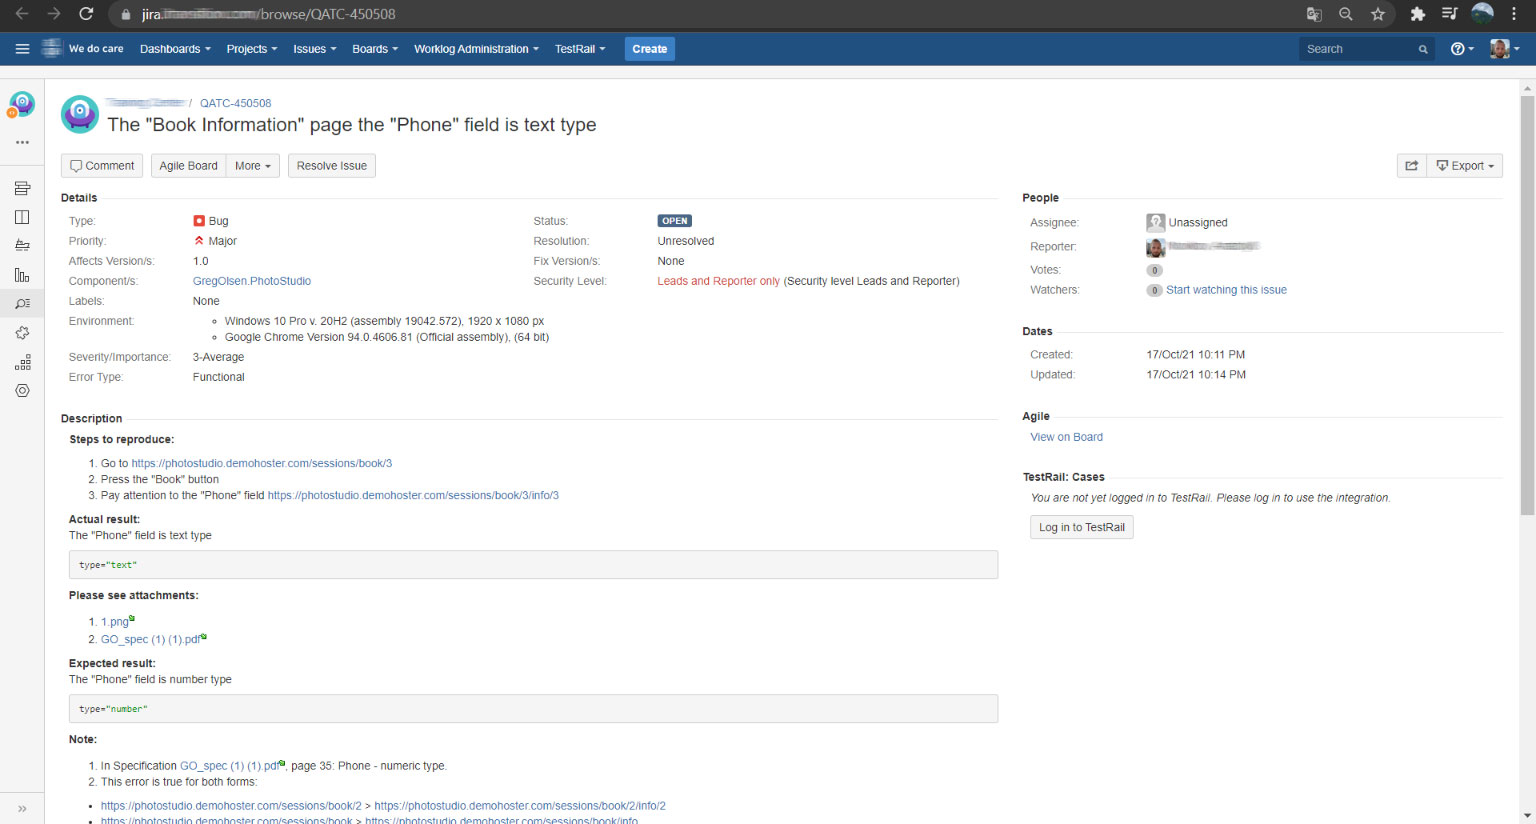 jira.
/browse/QATC-450508
We do care
Dashboards
Projects
Issues
Boards
Worklog Administration
TestRail
Create
Search
/ QATC-450508
The "Book Information" page the "Phone" field is text type
Comment
Agile Board
More
Resolve Issue
Export
Details
Type: Bug
Status: OPEN
Priority: Major
Resolution: Unresolved
Affects Version/s: 1.0
Fix Version/s: None
Component/s: GregOlsen.PhotoStudio
Security Level: Leads and Reporter only (Security level Leads and Reporter)
Labels: None
Environment:
Windows 10 Pro v. 20H2 (assembly 19042.572), 1920 x 1080 px
Google Chrome Version 94.0.4606.81 (Official assembly), (64 bit)
Severity/Importance: 3-Average
Error Type: Functional
Description
Steps to reproduce:
1. Go to https://photostudio.demohoster.com/sessions/book/3
2. Press the "Book" button
3. Pay attention to the "Phone" field https://photostudio.demohoster.com/sessions/book/3/info/3
Actual result:
The "Phone" field is text type
type="text"
Please see attachments:
1. 1.png
2. GO_spec (1) (1).pdf
Expected result:
The "Phone" field is number type
type="number"
Note:
1. In Specification GO_spec (1) (1).pdf, page 35: Phone - numeric type.
2. This error is true for both forms:
https://photostudio.demohoster.com/sessions/book/2 > https://photostudio.demohoster.com/sessions/book/2/info/2
https://photostudio.demohoster.com/sessions/book > https://photostudio.demohoster.com/sessions/book/info
People
Assignee: Unassigned
Reporter:
Votes: 0
Watchers: 0 Start watching this issue
Dates
Created: 17/Oct/21 10:11 PM
Updated: 17/Oct/21 10:14 PM
Agile
View on Board
TestRail: Cases
You are not yet logged in to TestRail. Please log in to use the integration.
Log in to TestRail